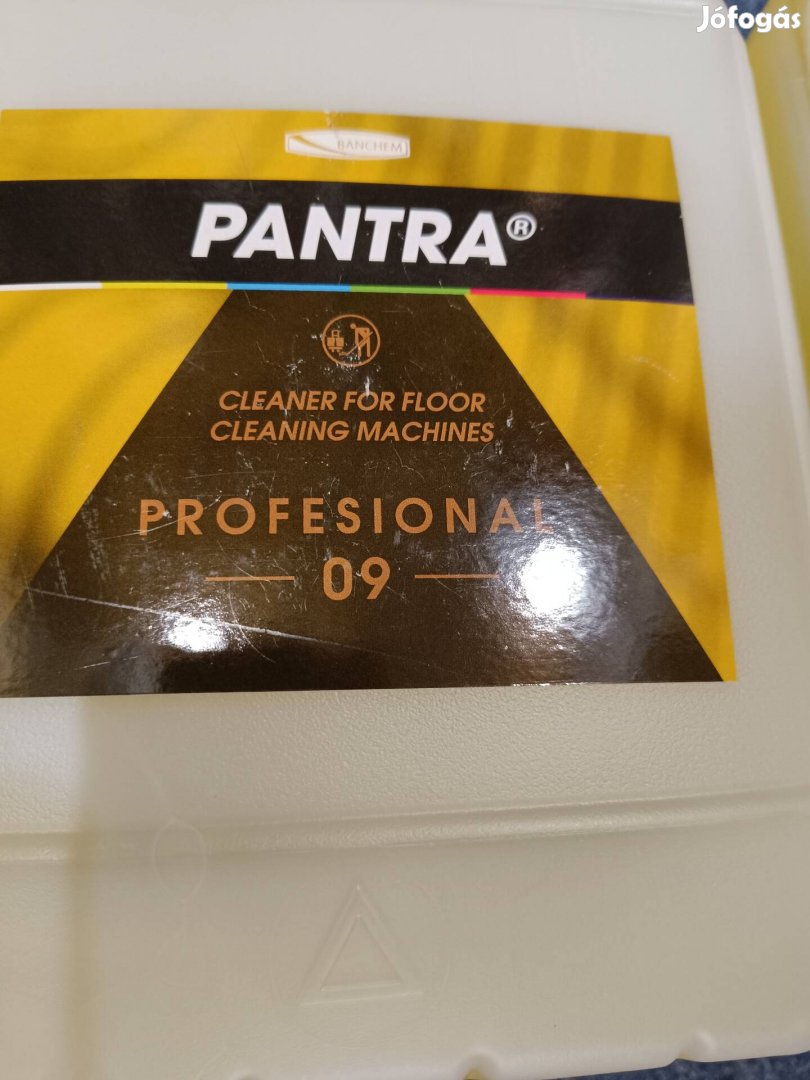 Jófogás
BANCHEM
PANTRA®
CLEANER FOR FLOOR
CLEANING MACHINES
PROFESIONAL
09